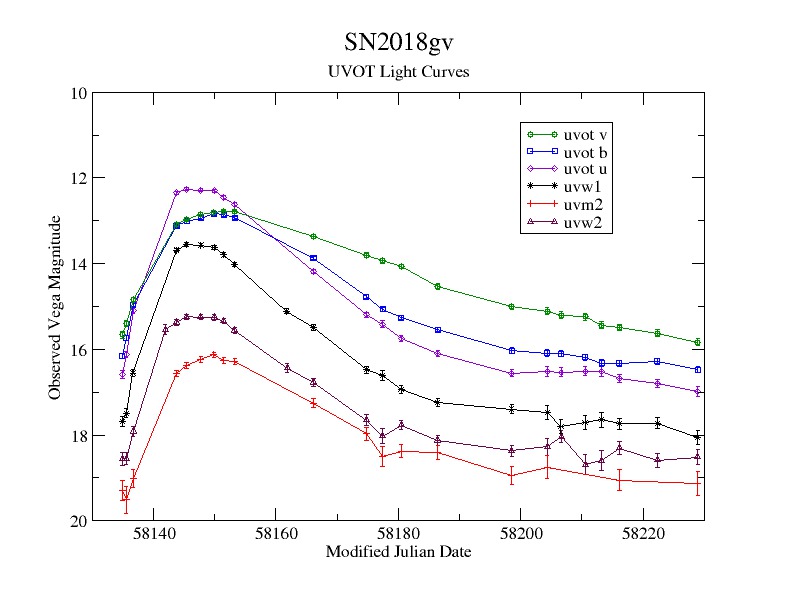 SN2018gv
UVOT Light Curves
10
12
14
16
18
20
Observed Vega Magnitude
uvot v
uvot b
uvot u
uvw1
uvm2
uvw2
58140
58160
58180
58200
58220
Modified Julian Date